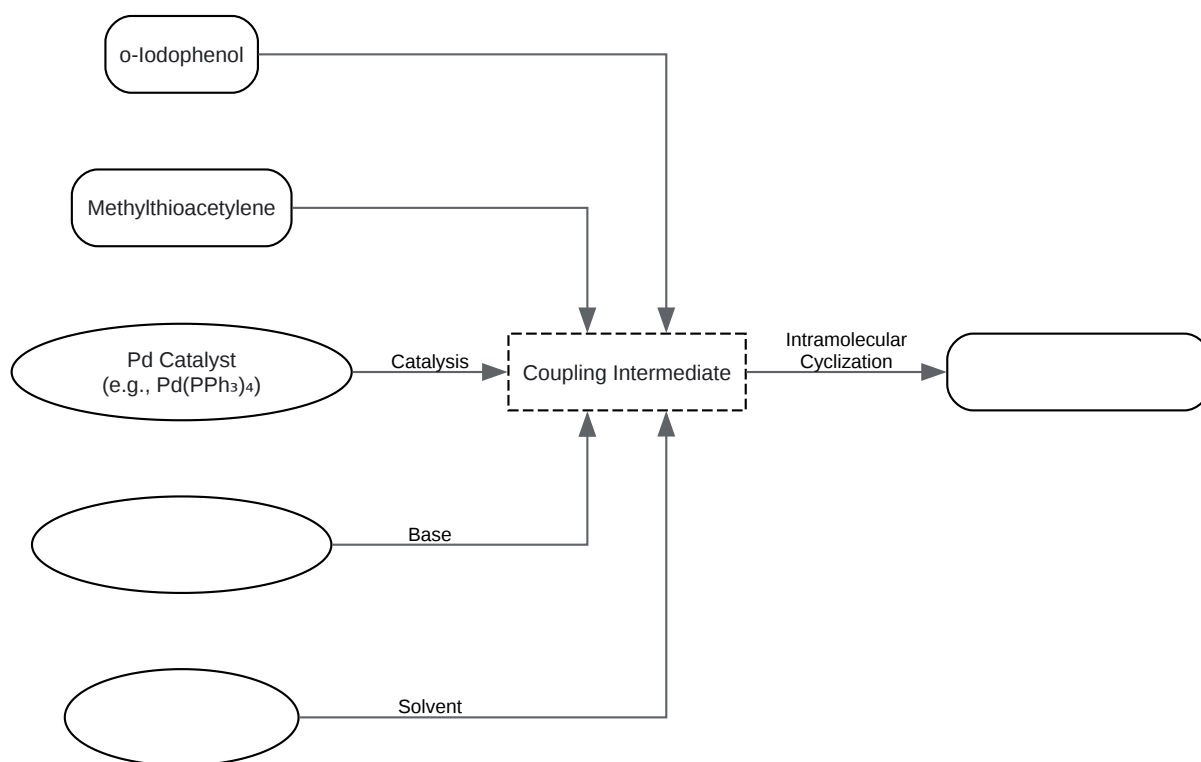 o-Iodophenol
Methylthioacetylene
Pd Catalyst
(e.g., Pd(PPh₃)₄)
Catalysis
Coupling Intermediate
Intramolecular
Cyclization
Base
Solvent